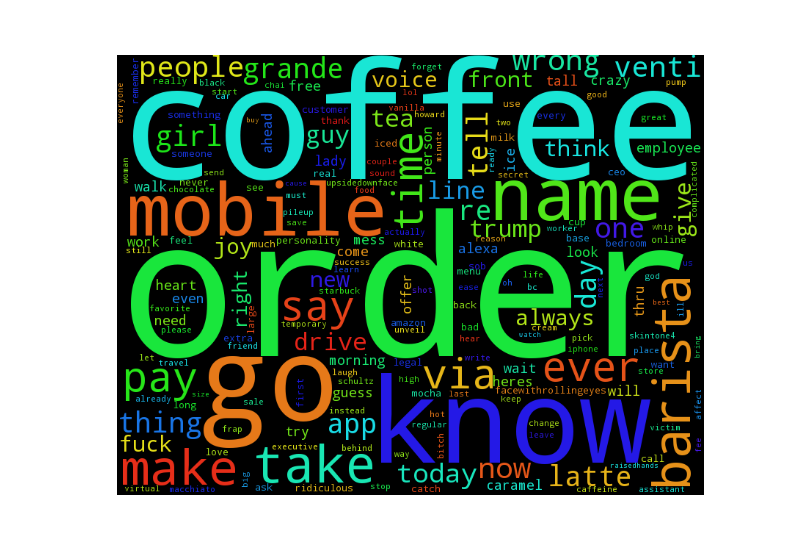 coffee
order
know
go
mobile
name
barista
take
make
time
say
ever
pay
via
people
grande
wrong
venti
girl
guy
tea
voice
front
tall
crazy
free
tell
think
employee
line
re
trump
one
give
day
joy
new
right
drive
app
thing
fuck
today
now
latte
always
alexa
offer
morning
guess
wait
heres
will
need
heart
even
work
walk
lady
person
ice
iced
milk
use
good
pump
every
great
two
ready
minute
howard
vanilla
lol
thank
customer
chai
car
start
black
really
remember
everyone
something
someone
ahead
buy
woman
never
send
chocolate
see
real
pause
upsidedownface
couple
sound
food
must
pileup
save
actually
feel
still
much
personality
mess
white
come
success
learn
starbuck
large
temporary
favorite
please
extra
friend
let
travel
already
long
size
sale
schultz
laugh
unveil
amazon
legal
high
first
mocha
last
hot
regular
bitch
instead
try
frap
love
executive
behind
way
virtual
macchiato
big
ask
ridiculous
stop
catch
caramel
caffeine
assistant
raisedhands
call
victim
change
leave
keep
facewithrollingeyes
write
hear
bad
back
shot
menu
oh
bc
life
reason
secret
worker
cup
base
bedroom
online
whip
complicated
look
thru
god
us
skintone4
ill
best
place
want
store
bring
affect
fee
pick
iphone
cream
next
ceo
forget
ease